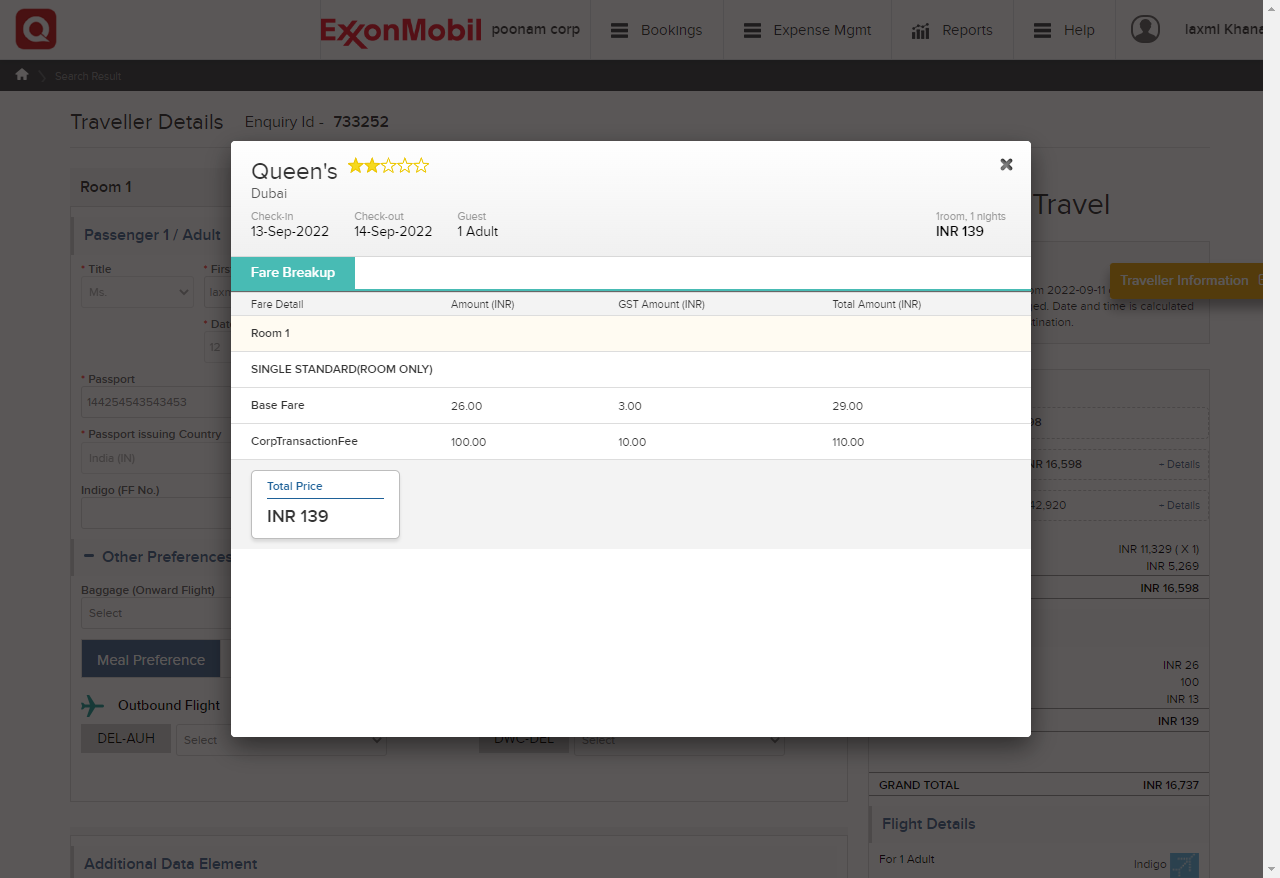 ExxonMobil poonam corp Bookings Expense Mgmt Reports Help laxml Khana
Search Result
Traveller Details Enquiry Id - 733252
Room 1
Travel
Passenger 1 / Adult
* Title * Firs
Ms. laxm
* Date
12
* Passport
144254543543453
* Passport issuing Country
India (IN)
Indigo (FF No.)
Other Preferences
Baggage (Onward Flight)
Select
Meal Preference
Outbound Flight
DEL-AUH Select DWC-DEL Select
Additional Data Element
Queen's
Dubai
Check-in Check-out Guest 1room, 1 nights
13-Sep-2022 14-Sep-2022 1 Adult INR 139
Fare Breakup
Fare Detail Amount (INR) GST Amount (INR) Total Amount (INR)
Room 1
SINGLE STANDARD(ROOM ONLY)
Base Fare 26.00 3.00 29.00
CorpTransactionFee 100.00 10.00 110.00
Total Price
INR 139
Traveller Information
om 2022-09-11
ed. Date and time is calculated
tination.
98
NR 16,598 - Details
42,920 - Details
INR 11,329 ( X 1)
INR 5,269
INR 16,598
INR 26
100
INR 13
INR 139
GRAND TOTAL INR 16,737
Flight Details
For 1 Adult Indigo